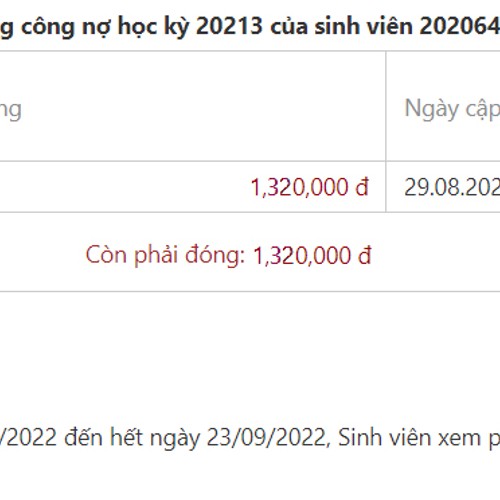 g công nợ học kỳ 20213 của sinh viên 202064
ng Ngày cập
1,320,000 đ 29.08.202
Còn phải đóng: 1,320,000 đ
/2022 đến hết ngày 23/09/2022, Sinh viên xem p